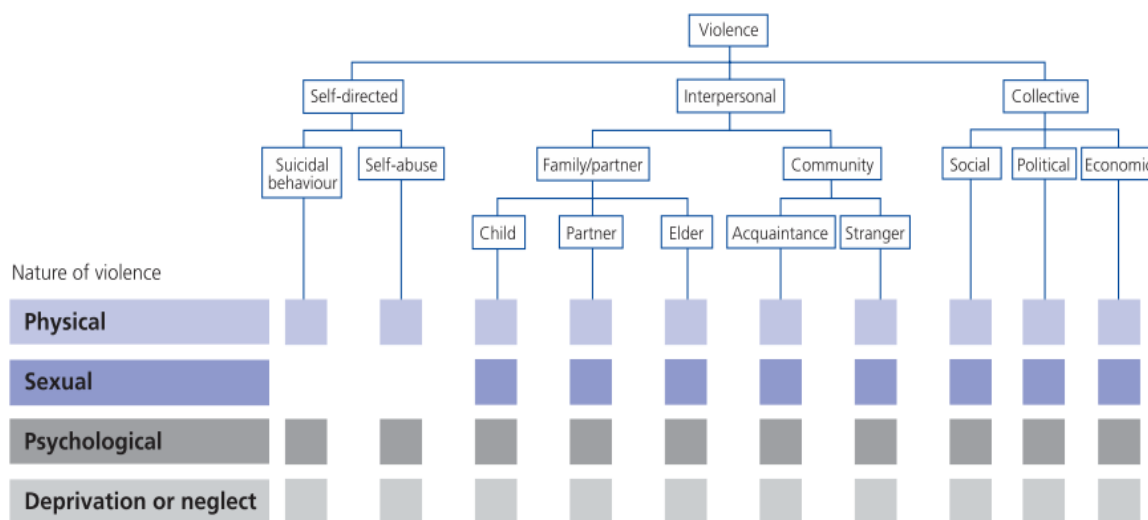 Violence
Self-directed
Interpersonal
Collective
Suicidal
behaviour
Self-abuse
Family/partner
Community
Social
Political
Economic
Child
Partner
Elder
Acquaintance
Stranger
Nature of violence
Physical
Sexual
Psychological
Deprivation or neglect